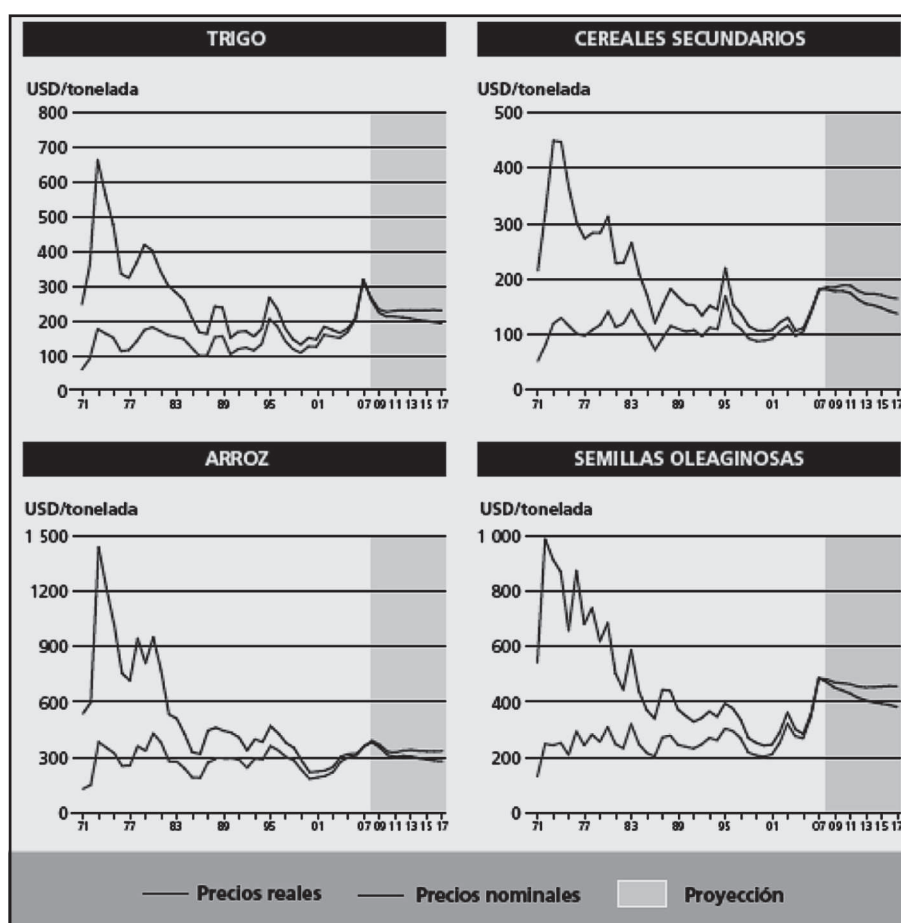 TRIGO
USD/tonelada
800
700
600
500
400
300
200
100
0
71 77 83 89 95 01 07 09 11 13 15 17
CEREALES SECUNDARIOS
USD/tonelada
500
400
300
200
100
0
71 77 83 89 95 01 07 09 11 13 15 17
ARROZ
USD/tonelada
1 500
1200
900
600
300
0
71 77 83 89 95 01 07 09 11 13 15 17
SEMILLAS OLEAGINOSAS
USD/tonelada
1 000
800
600
400
200
0
71 77 83 89 95 01 07 09 11 13 15 17
Precios reales Precios nominales Proyección